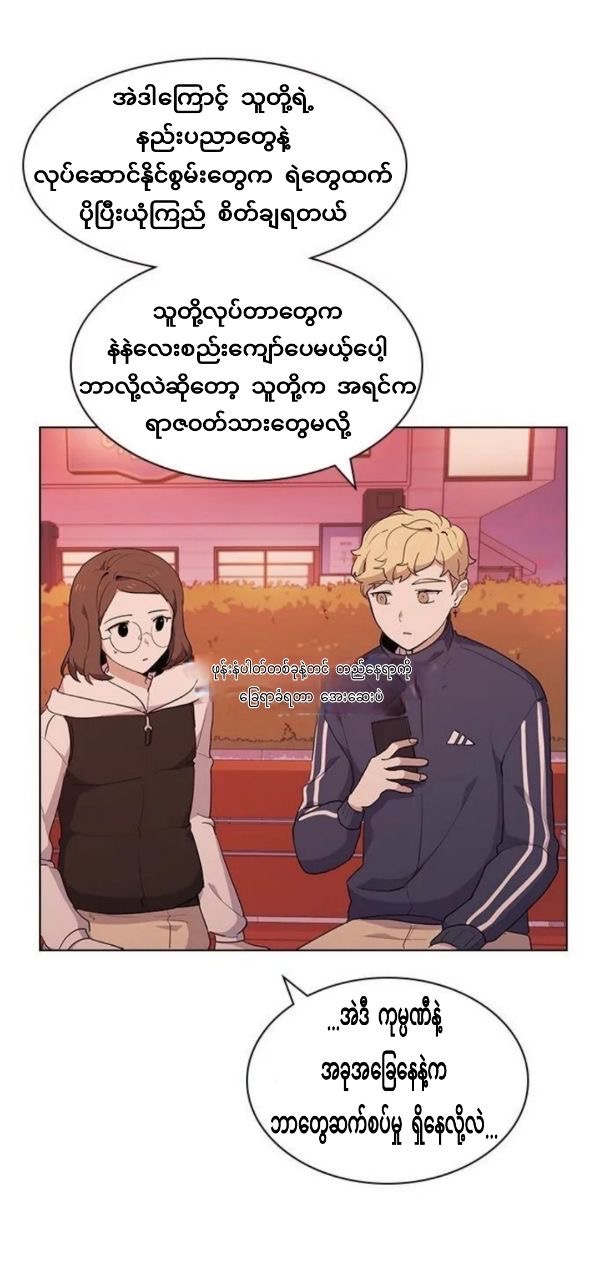 အဲဒါကြောင့် သူတို့ရဲ့
နည်းပညာတွေနဲ့
လုပ်ဆောင်နိုင်စွမ်းတွေက ရဲတွေထက်
ပိုပြီးယုံကြည် စိတ်ချရတယ်
သူတို့လုပ်တာတွေက
နဲနဲလေးစည်းကျော်ပေမယ့်ပေါ့
ဘာလို့လဲဆိုတော့ သူတို့က အရင်က
ရာဇဝတ်သားတွေမလို့
ဖုန်းနံပါတ်တစ်ခုနဲ့တင် တည်နေရာကို
ခြေရာခံရတာ အေးဆေးပဲ
...အဲဒီ ကုမ္ပဏီနဲ့
အခုအခြေနေနဲ့က
ဘာတွေဆက်စပ်မှု ရှိနေလို့လဲ...